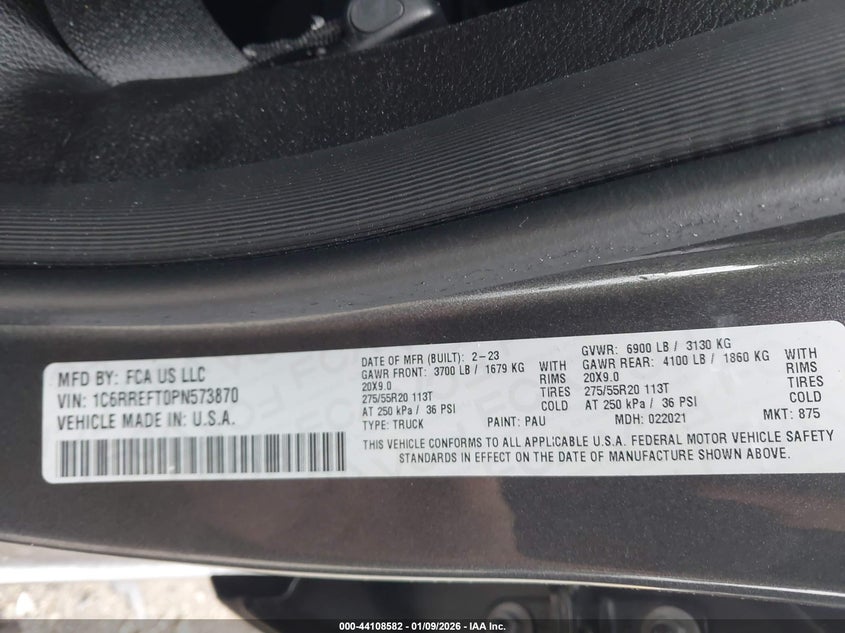 MFD BY: FCA US LLC
VIN: 1C6RREFT0PN573870
VEHICLE MADE IN U.S.A.
DATE OF MFR (BUILT): 2-23
GAWR FRONT: 3700 LB / 1679 KG WITH
20X9.0 RIMS
275/55R20 113T TIRES
AT 250 kPa / 36 PSI COLD
TYPE: TRUCK PAINT: PAU MDH: 022021 MKT: 875
GVWR: 6900 LB / 3130 KG
GAWR REAR: 4100 LB / 1860 KG WITH
20X9.0 RIMS
275/55R20 113T TIRES
AT 250 kPa / 36 PSI COLD
THIS VEHICLE CONFORMS TO ALL APPLICABLE U.S.A. FEDERAL MOTOR VEHICLE SAFETY
STANDARDS IN EFFECT ON THE DATE OF MANUFACTURE SHOWN ABOVE.
000-44108582 - 01/09/2026 - IAA Inc.